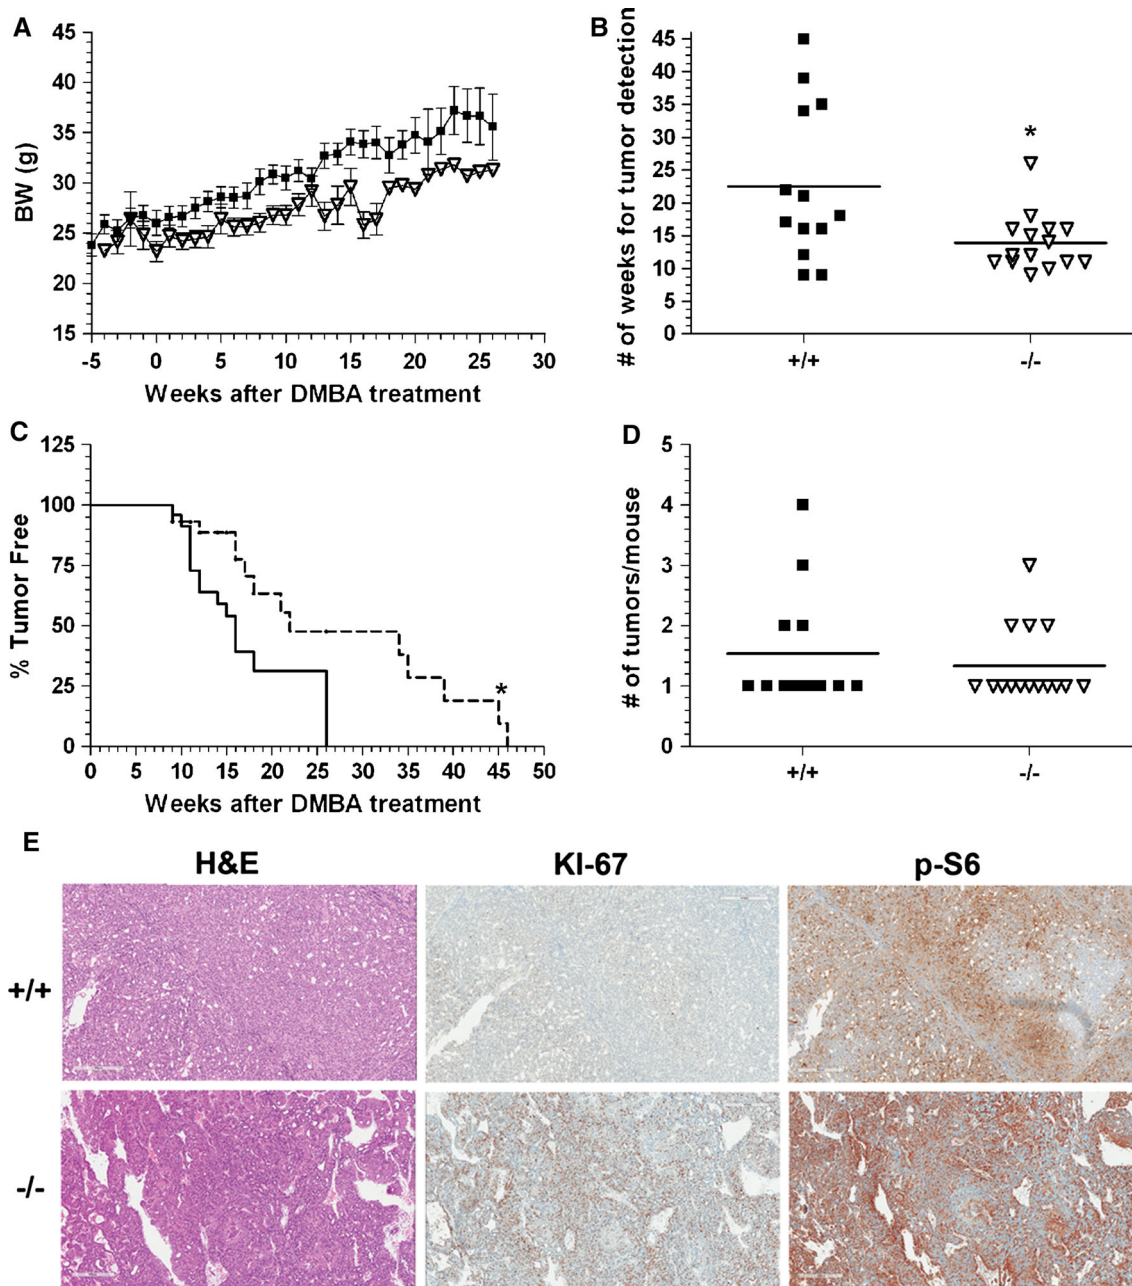 A
BW (g)
45
40
35
30
25
20
15
-5 0 5 10 15 20 25 30
Weeks after DMBA treatment
B
# of weeks for tumor detection
45
40
35
30
25
20
15
10
5
0
*
+/+ -/-
C
% Tumor Free
125
100
75
50
25
0
*
0 5 10 15 20 25 30 35 40 45 50
Weeks after DMBA treatment
D
# of tumors/mouse
5
4
3
2
1
0
+/+ -/-
E
H&E KI-67 p-S6
+/+
-/-